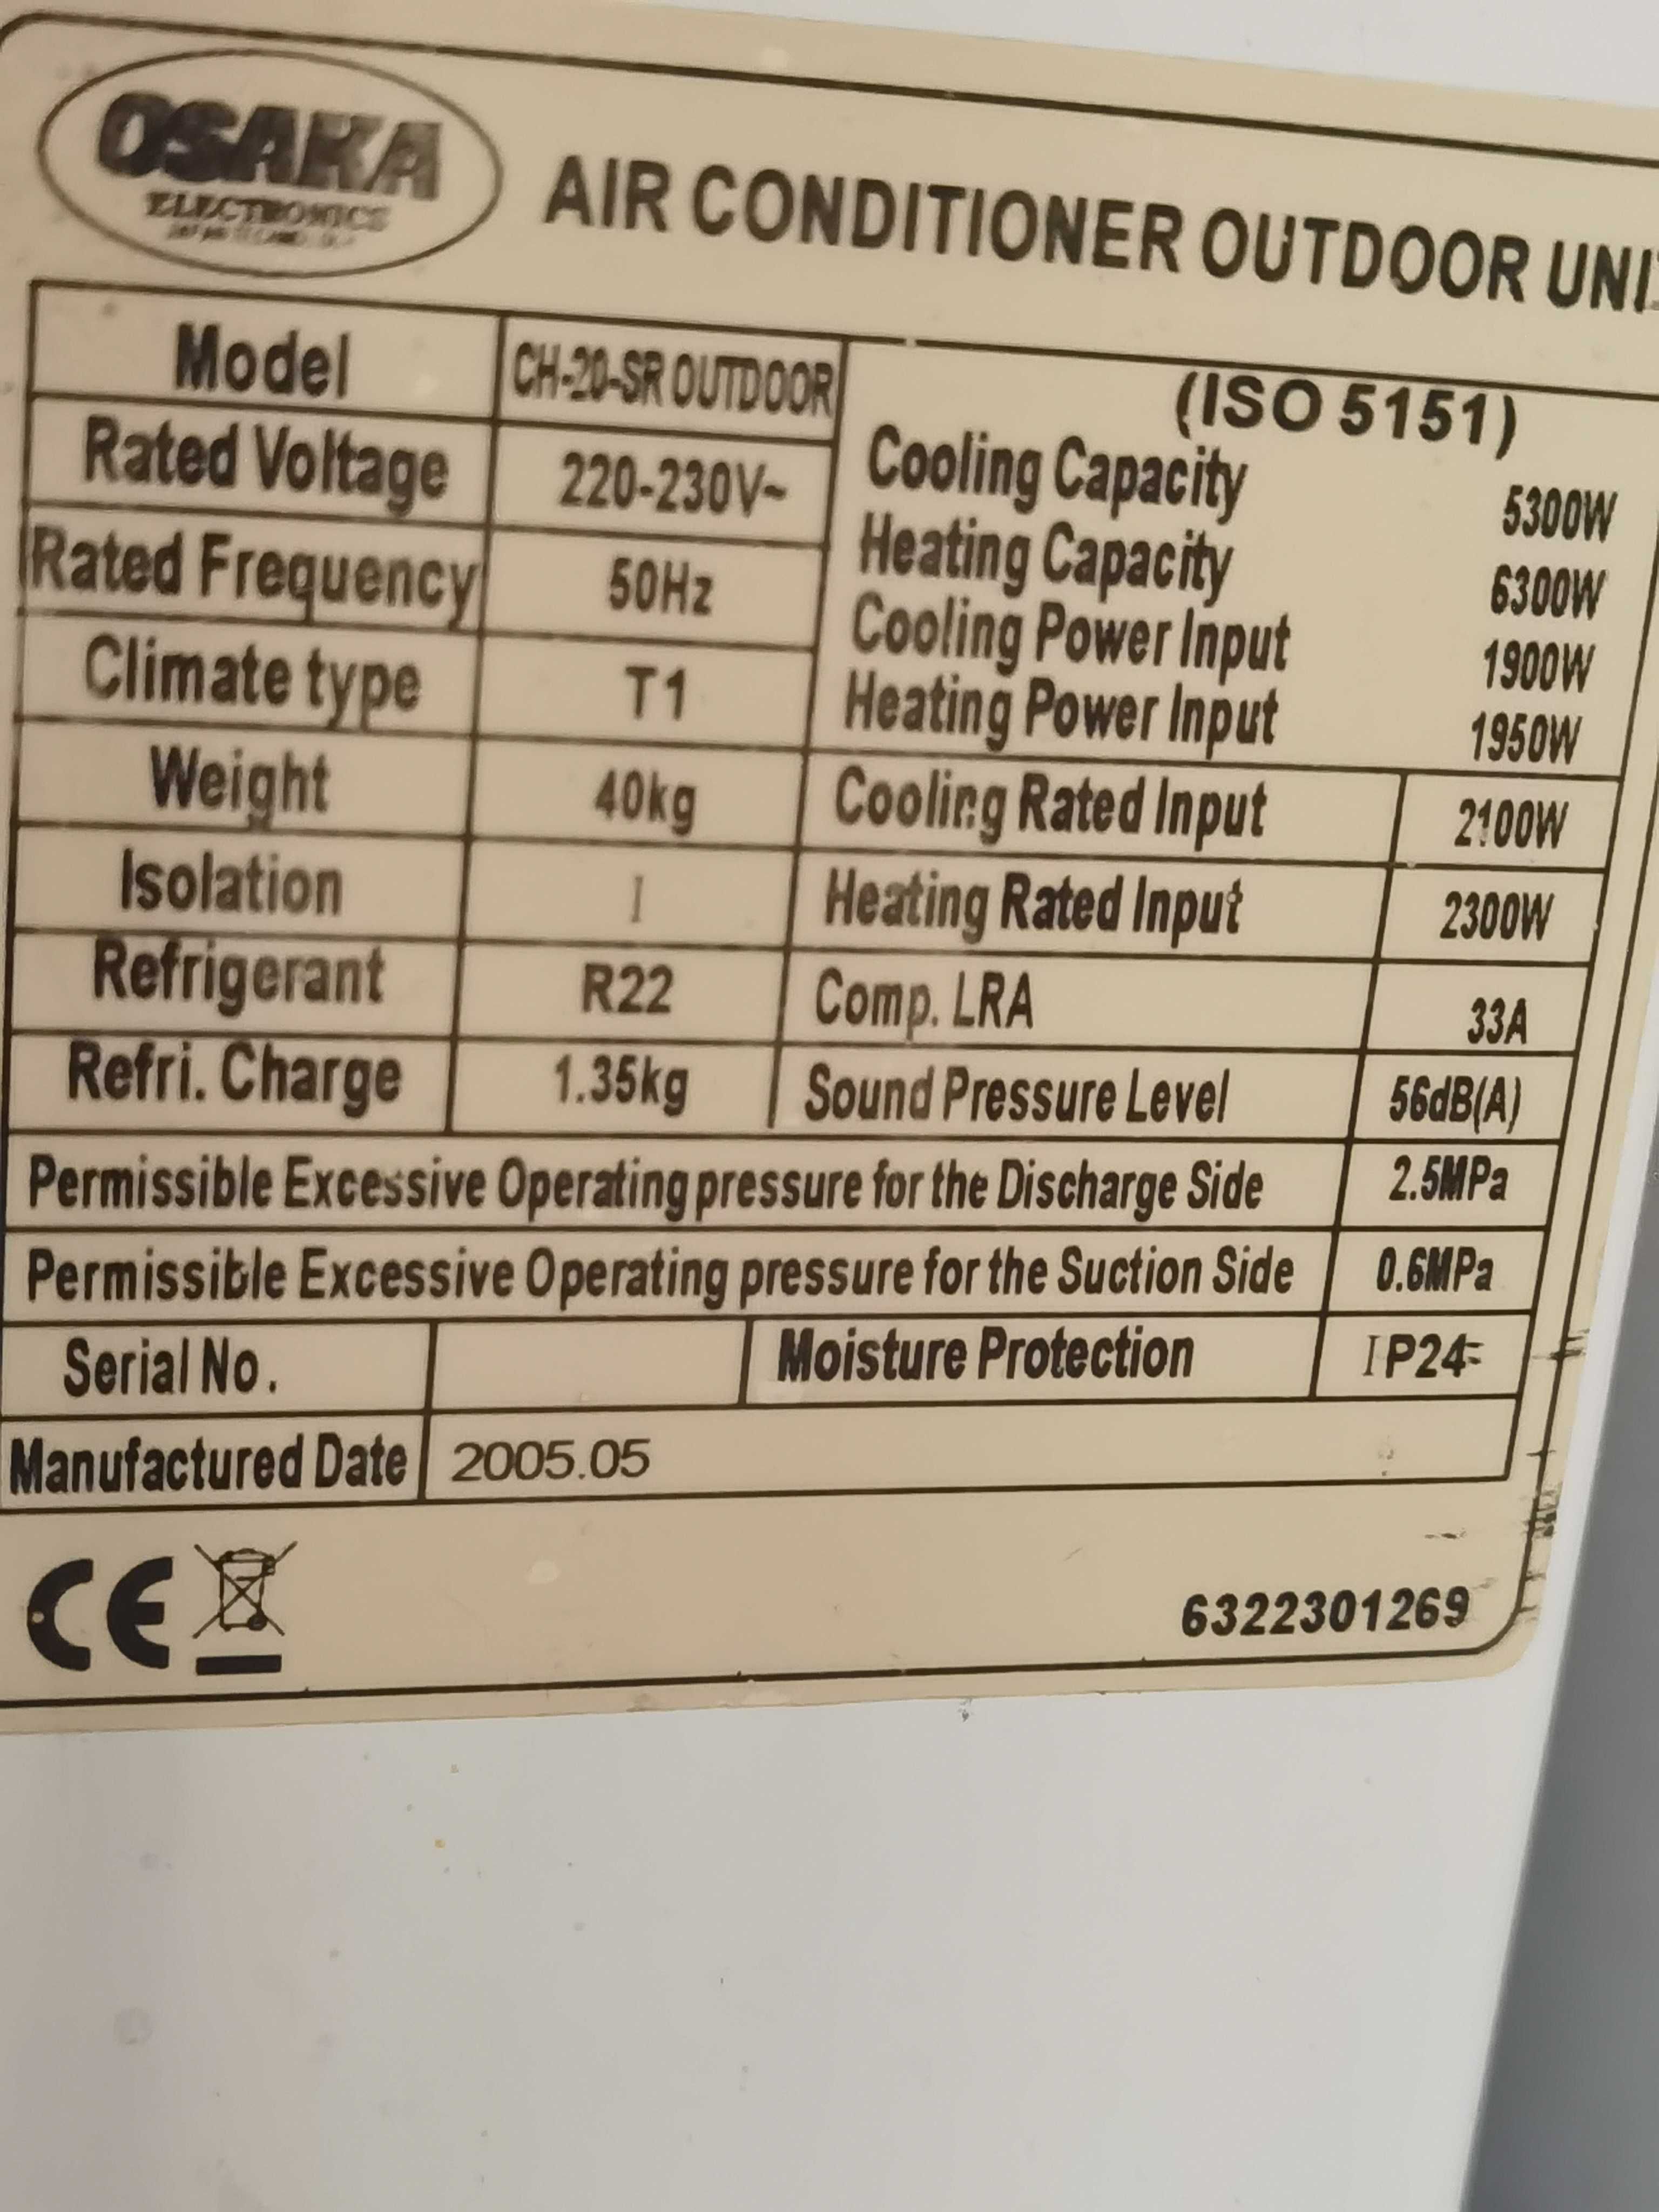 OSAKA
ELECTRONICS
AIR CONDITIONER OUTDOOR UNI
Model CH-20-SR OUTDOOR
(ISO 5151)
Rated Voltage 220-230V~
Cooling Capacity 5300W
Rated Frequency 50Hz
Heating Capacity 6300W
Cooling Power Input 1900W
Climate type T1
Heating Power Input 1950W
Weight 40kg Cooling Rated Input 2100W
Isolation I Heating Rated Input 2300W
Refrigerant R22 Comp. LRA 33A
Refri. Charge 1.35kg Sound Pressure Level 56dB(A)
Permissible Excessive Operating pressure for the Discharge Side 2.5MPa
Permissible Excessive Operating pressure for the Suction Side 0.6MPa
Serial No. Moisture Protection IP24
Manufactured Date 2005.05
CE
6322301269